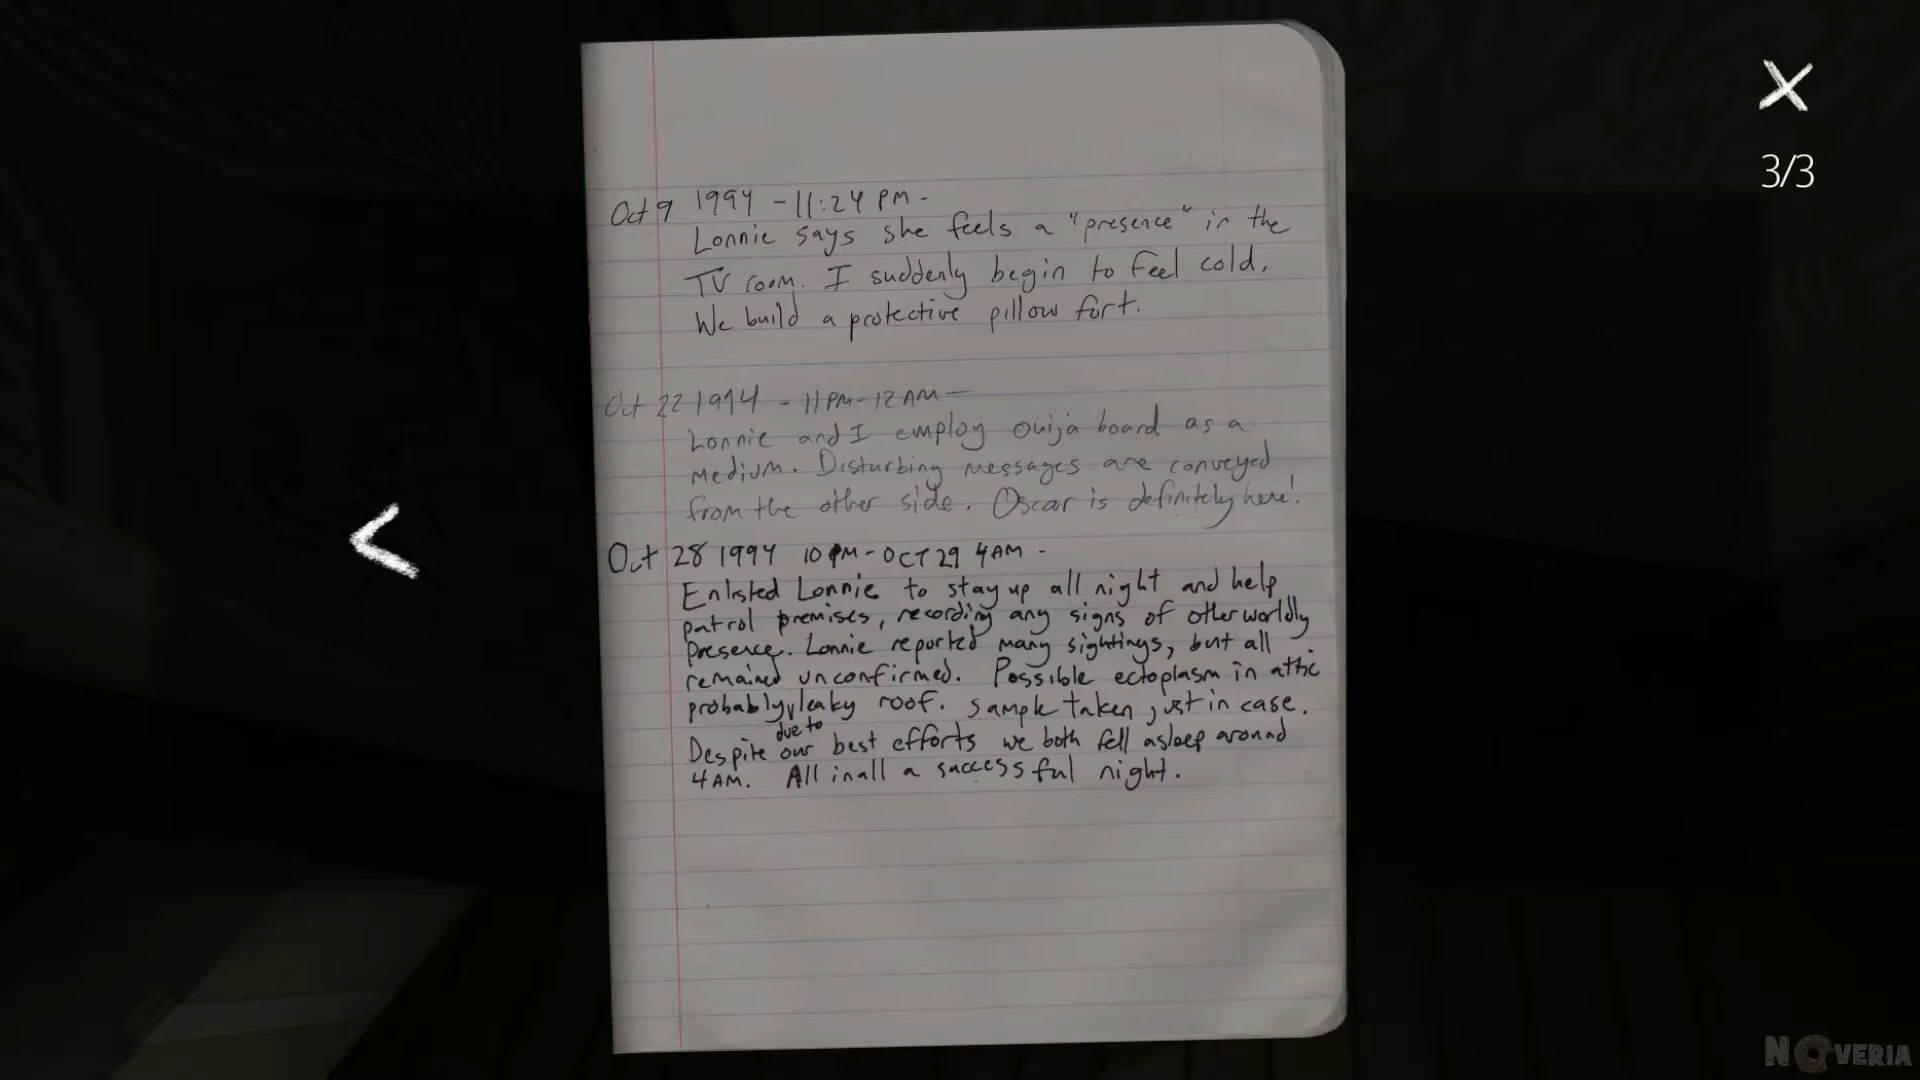 3/3
Oct 9 1994 - 11:24 PM -
Lonnie says she feels a "presence" in the
TV room. I suddenly begin to feel cold.
We build a protective pillow fort.
Oct 22 1994 - 11 PM - 12 AM -
Lonnie and I employ ouija board as a
medium. Disturbing messages are conveyed
from the other side. Oscar is definitely here!
Oct 28 1994 10 PM - OCT 29 4 AM -
Enlisted Lonnie to stay up all night and help
patrol premises, recording any signs of otherworldly
presence. Lonnie reported many sightings, but all
remained unconfirmed. Possible ectoplasm in attic
probably leaky roof. Sample taken just in case.
due to
Despite our best efforts we both fell asleep around
4 AM. All in all a successful night.
NOVERIA